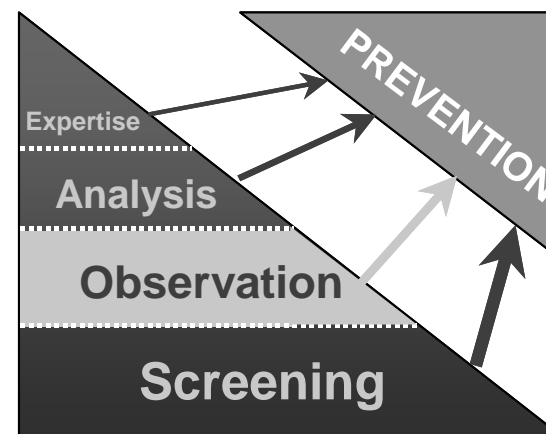 PREVENTION
Expertise
Analysis
Observation
Screening